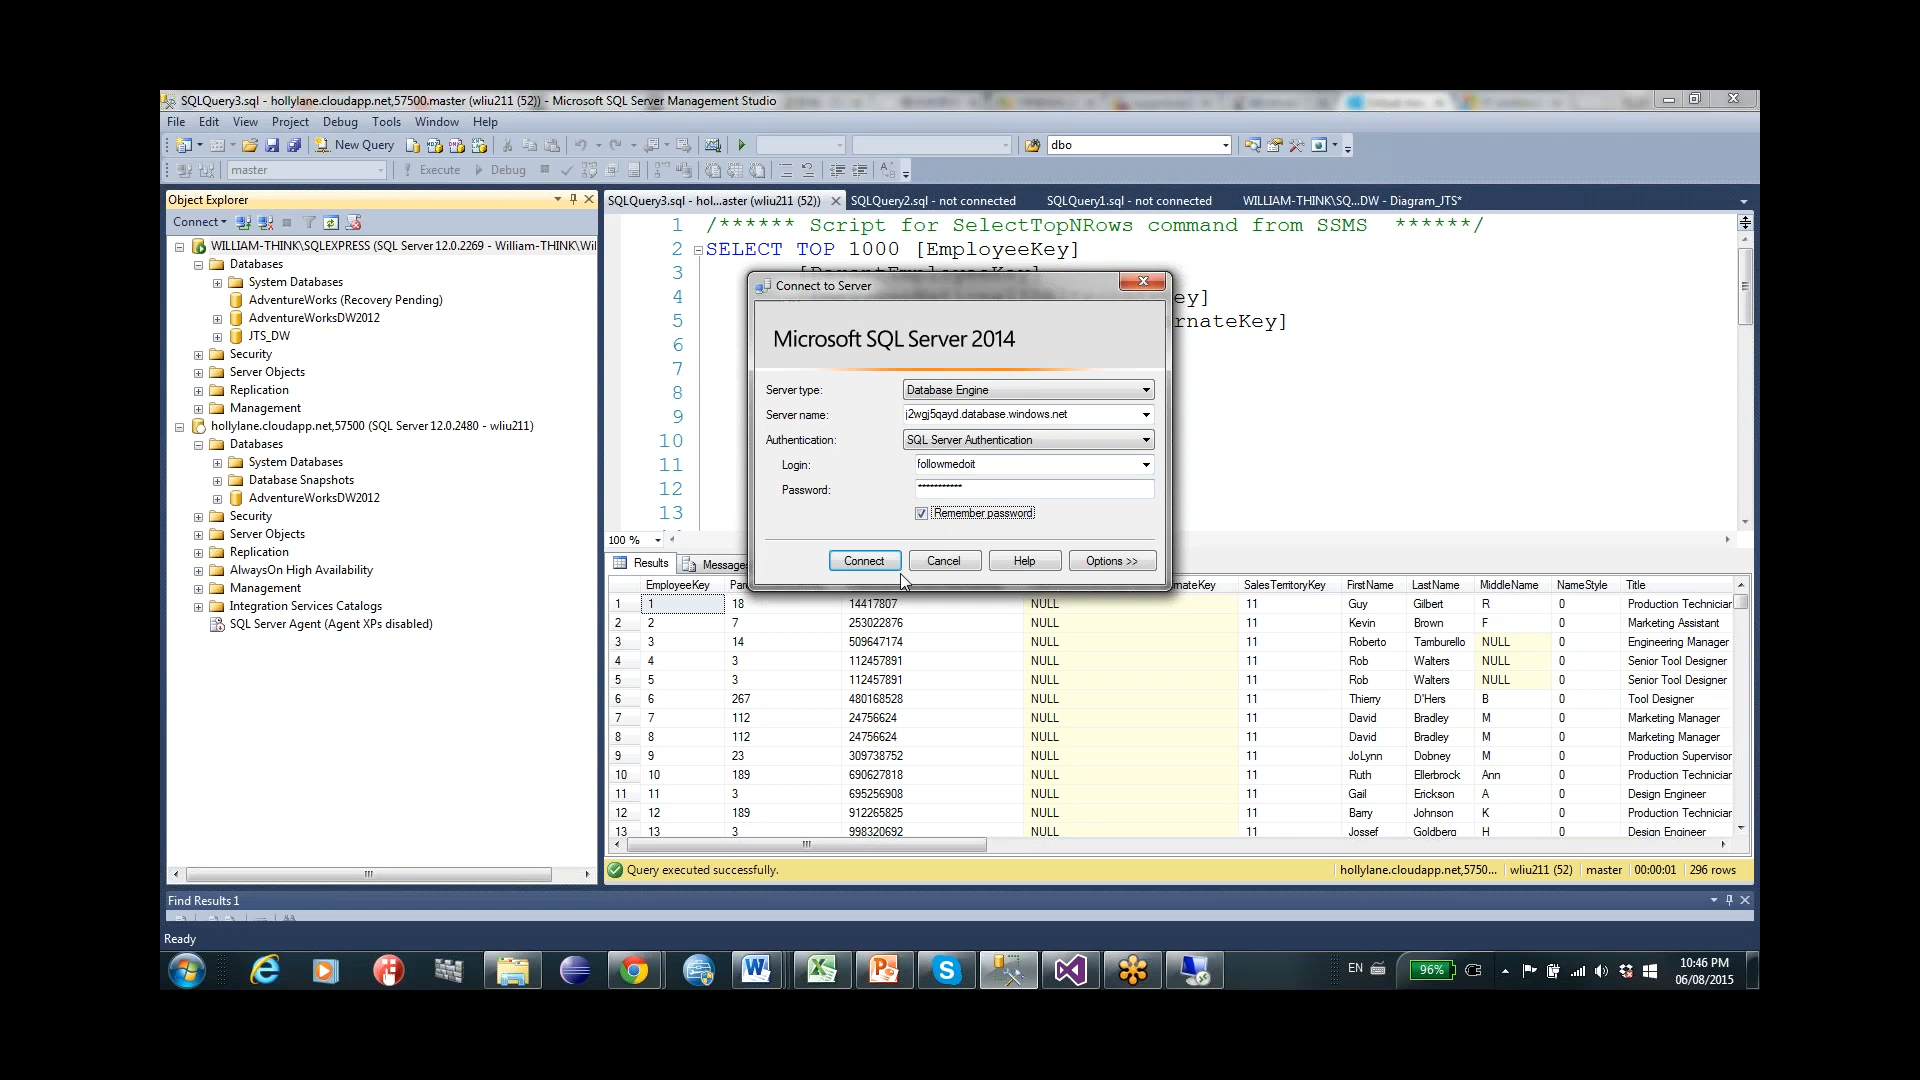 SQLQuery3.sql - hollylane.cloudapp.net,57500.master (wliu211 (52)) - Microsoft SQL Server Management Studio
File Edit View Project Debug Tools Window Help
New Query dbo
master Execute Debug
Object Explorer
Connect
WILLIAM-THINK\SQLEXPRESS (SQL Server 12.0.2269 - William-THINK\Wil
Databases
System Databases
AdventureWorks (Recovery Pending)
AdventureWorksDW2012
JTS_DW
Security
Server Objects
Replication
Management
hollylane.cloudapp.net,57500 (SQL Server 12.0.2480 - wliu211)
Databases
System Databases
Database Snapshots
AdventureWorksDW2012
Security
Server Objects
Replication
AlwaysOn High Availability
Management
Integration Services Catalogs
SQL Server Agent (Agent XPs disabled)
SQLQuery3.sql - hol...aster (wliu211 (52)) SQLQuery2.sql - not connected SQLQuery1.sql - not connected WILLIAM-THINK\SQ...DW - Diagram_JTS*
1 /****** Script for SelectTopNRows command from SSMS ******/
2 SELECT TOP 1000 [EmployeeKey]
3
4 ey]
5 rnateKey]
6
7
8
9
10
11
12
13
100 %
Connect to Server
Microsoft SQL Server 2014
Server type: Database Engine
Server name: j2wgj5qayd.database.windows.net
Authentication: SQL Server Authentication
Login: followmedoit
Password: ***********
Remember password
Connect Cancel Help Options >>
Results Messages
EmployeeKey Par mateKey SalesTerritoryKey FirstName LastName MiddleName NameStyle Title
1 1 18 14417807 NULL 11 Guy Gilbert R 0 Production Technician
2 2 7 253022876 NULL 11 Kevin Brown F 0 Marketing Assistant
3 3 14 509647174 NULL 11 Roberto Tamburello NULL 0 Engineering Manager
4 4 3 112457891 NULL 11 Rob Walters NULL 0 Senior Tool Designer
5 5 3 112457891 NULL 11 Rob Walters NULL 0 Senior Tool Designer
6 6 267 480168528 NULL 11 Thierry D'Hers B 0 Tool Designer
7 7 112 24756624 NULL 11 David Bradley M 0 Marketing Manager
8 8 112 24756624 NULL 11 David Bradley M 0 Marketing Manager
9 9 23 309738752 NULL 11 JoLynn Dobney M 0 Production Supervisor
10 10 189 690627818 NULL 11 Ruth Ellerbrock Ann 0 Production Technician
11 11 3 695256908 NULL 11 Gail Erickson A 0 Design Engineer
12 12 189 912265825 NULL 11 Barry Johnson K 0 Production Technician
13 13 3 998320692 NULL 11 Jossef Goldberg H 0 Design Engineer
Query executed successfully. hollylane.cloudapp.net,5750... wliu211 (52) master 00:00:01 296 rows
Find Results 1
Ready
EN 96% 10:46 PM
06/08/2015